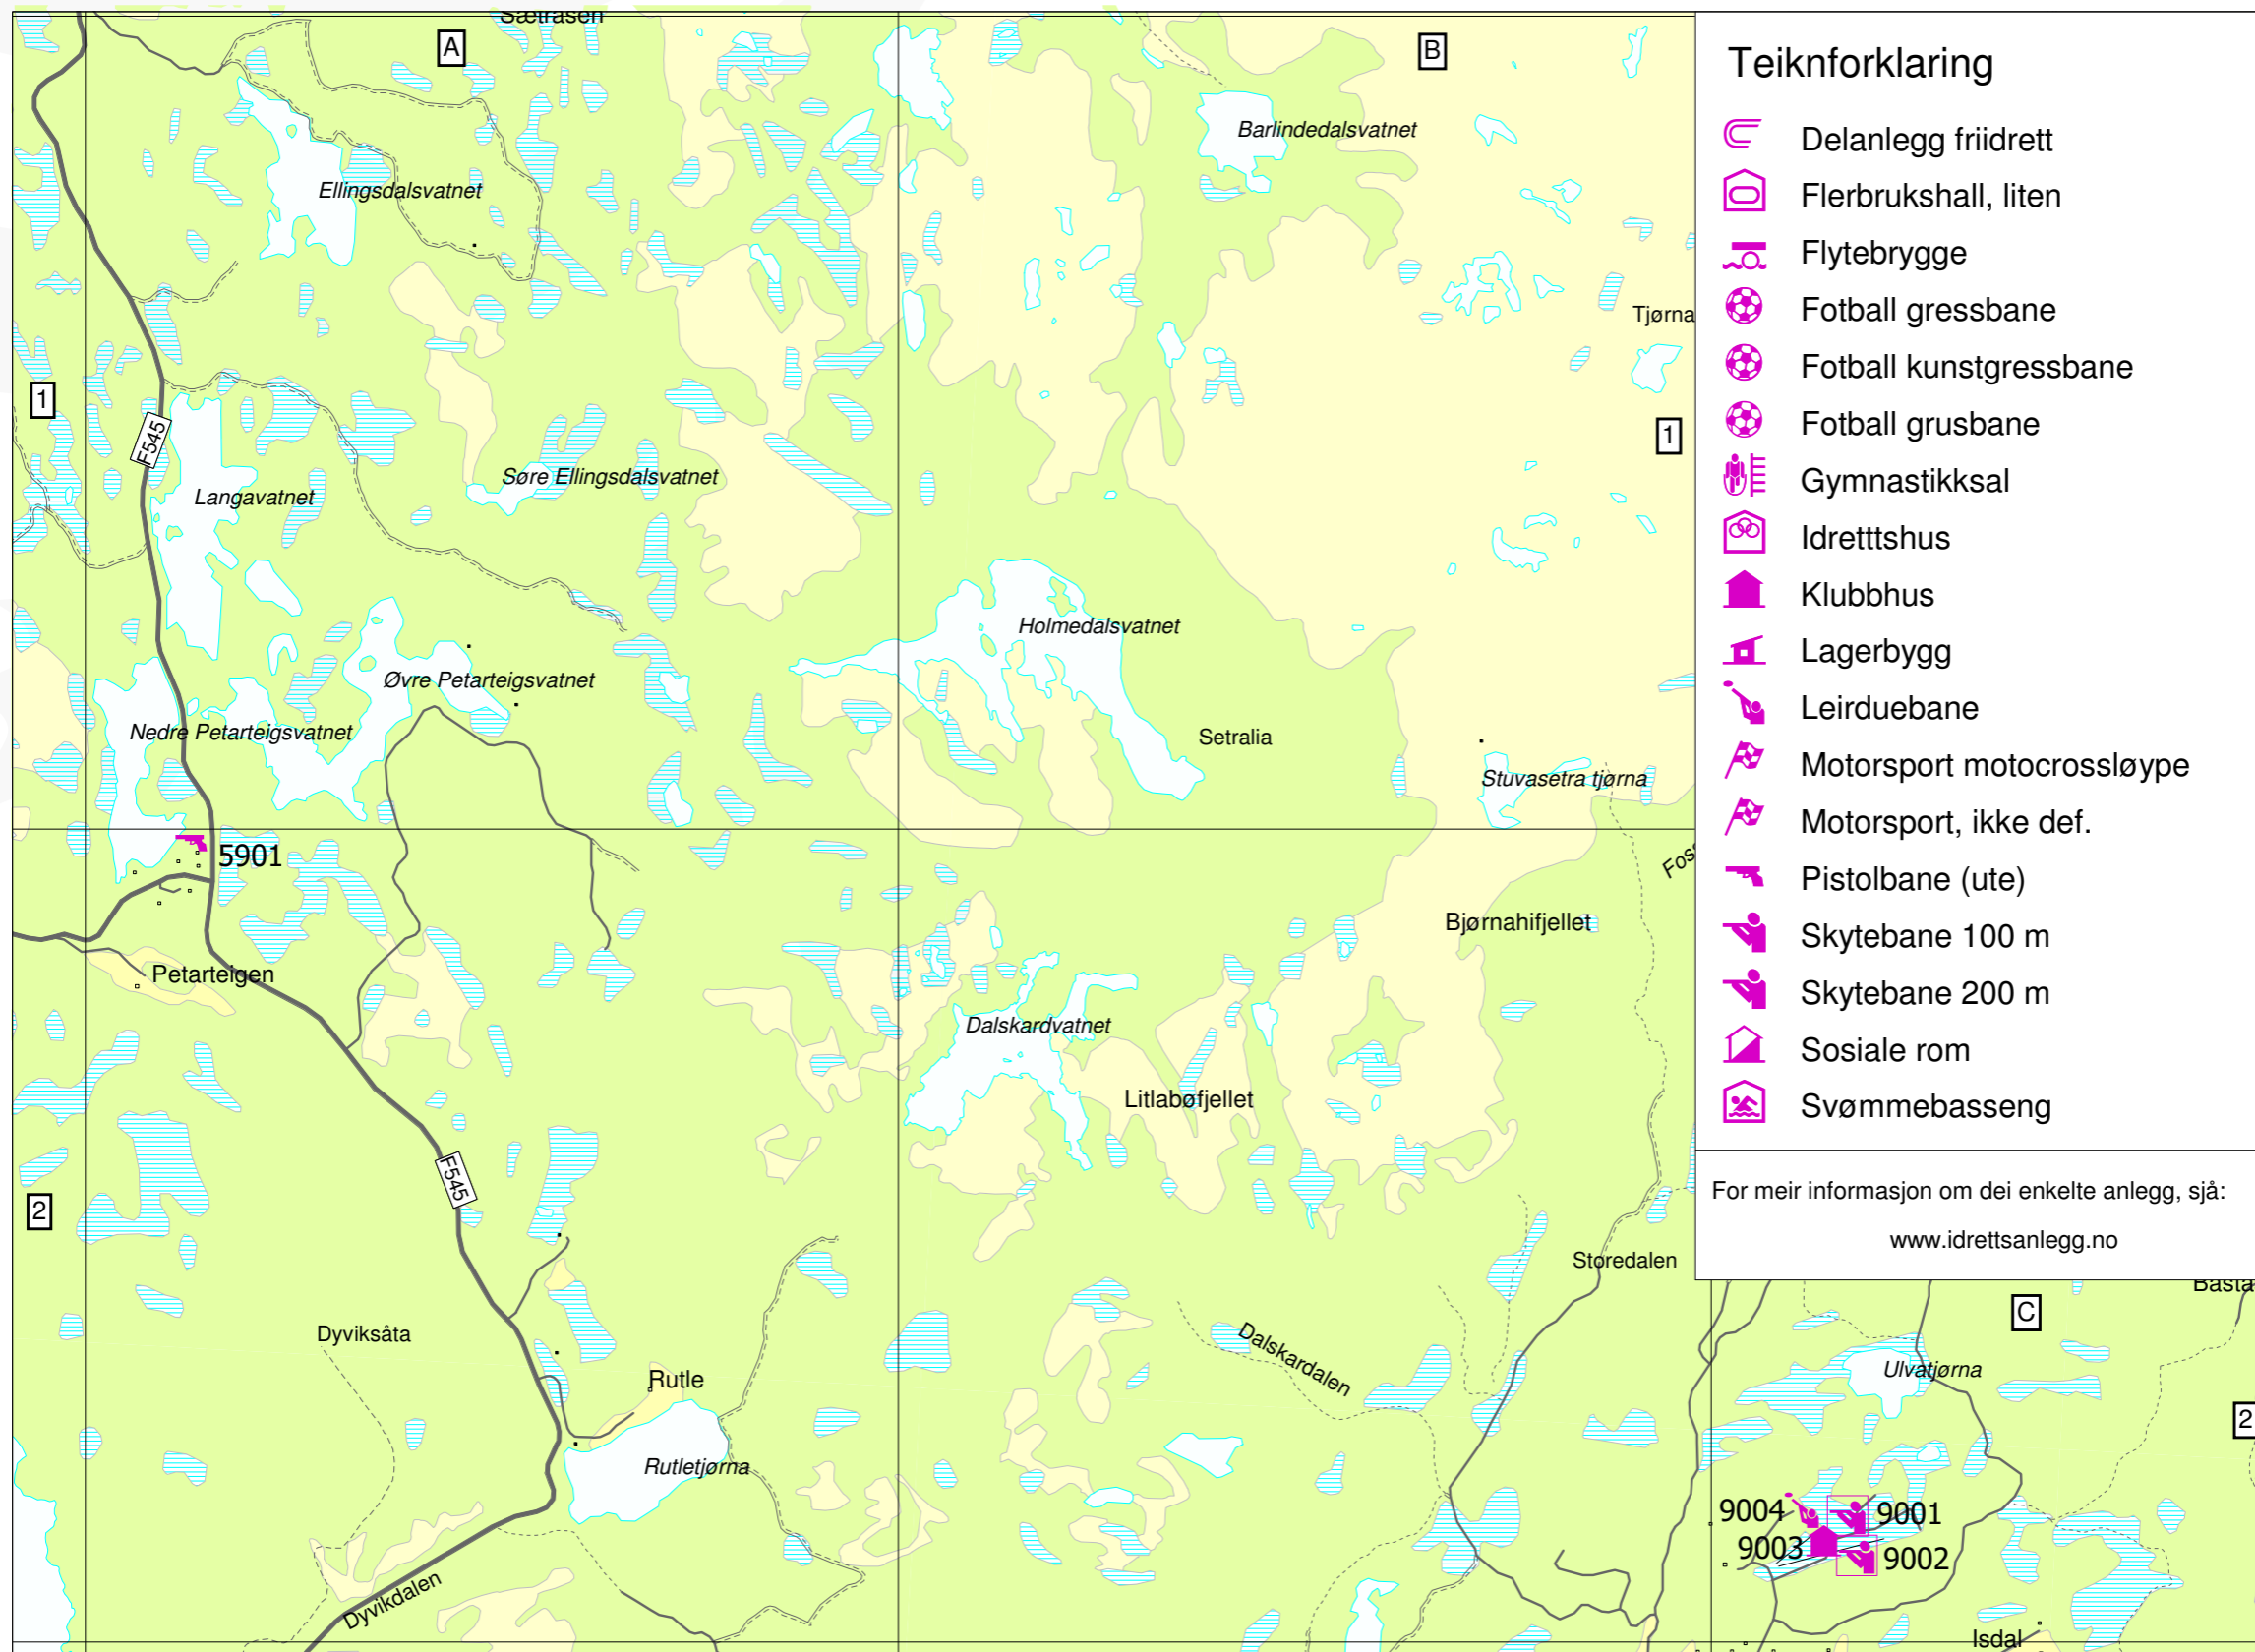 Sætrasen
A
B
Teiknforklaring
Delanlegg friidrett
Flerbrukshall, liten
Flytebrygge
Fotball gressbane
Fotball kunstgressbane
Fotball grusbane
Gymnastikksal
Idretttshus
Klubbhus
Lagerbygg
Leirduebane
Motorsport motocrossløype
Motorsport, ikke def.
Pistolbane (ute)
Skytebane 100 m
Skytebane 200 m
Sosiale rom
Svømmebasseng
For meir informasjon om dei enkelte anlegg, sjå:
www.idrettsanlegg.no
Barlindedalsvatnet
Ellingsdalsvatnet
Tjørna
1
F545
1
Søre Ellingsdalsvatnet
Langavatnet
Holmedalsvatnet
Øvre Petarteigsvatnet
Nedre Petarteigsvatnet
Setralia
Stuvasetra tjørna
5901
Foss
Bjørnahifjellet
Petarteigen
Dalskardvatnet
Litlabøfjellet
F545
2
Storedalen
Basta
C
Dyviksåta
Dalskardalen
Ulvatjørna
Rutle
2
Rutletjørna
9004
9001
9003
9002
Dyvikdalen
Isdal